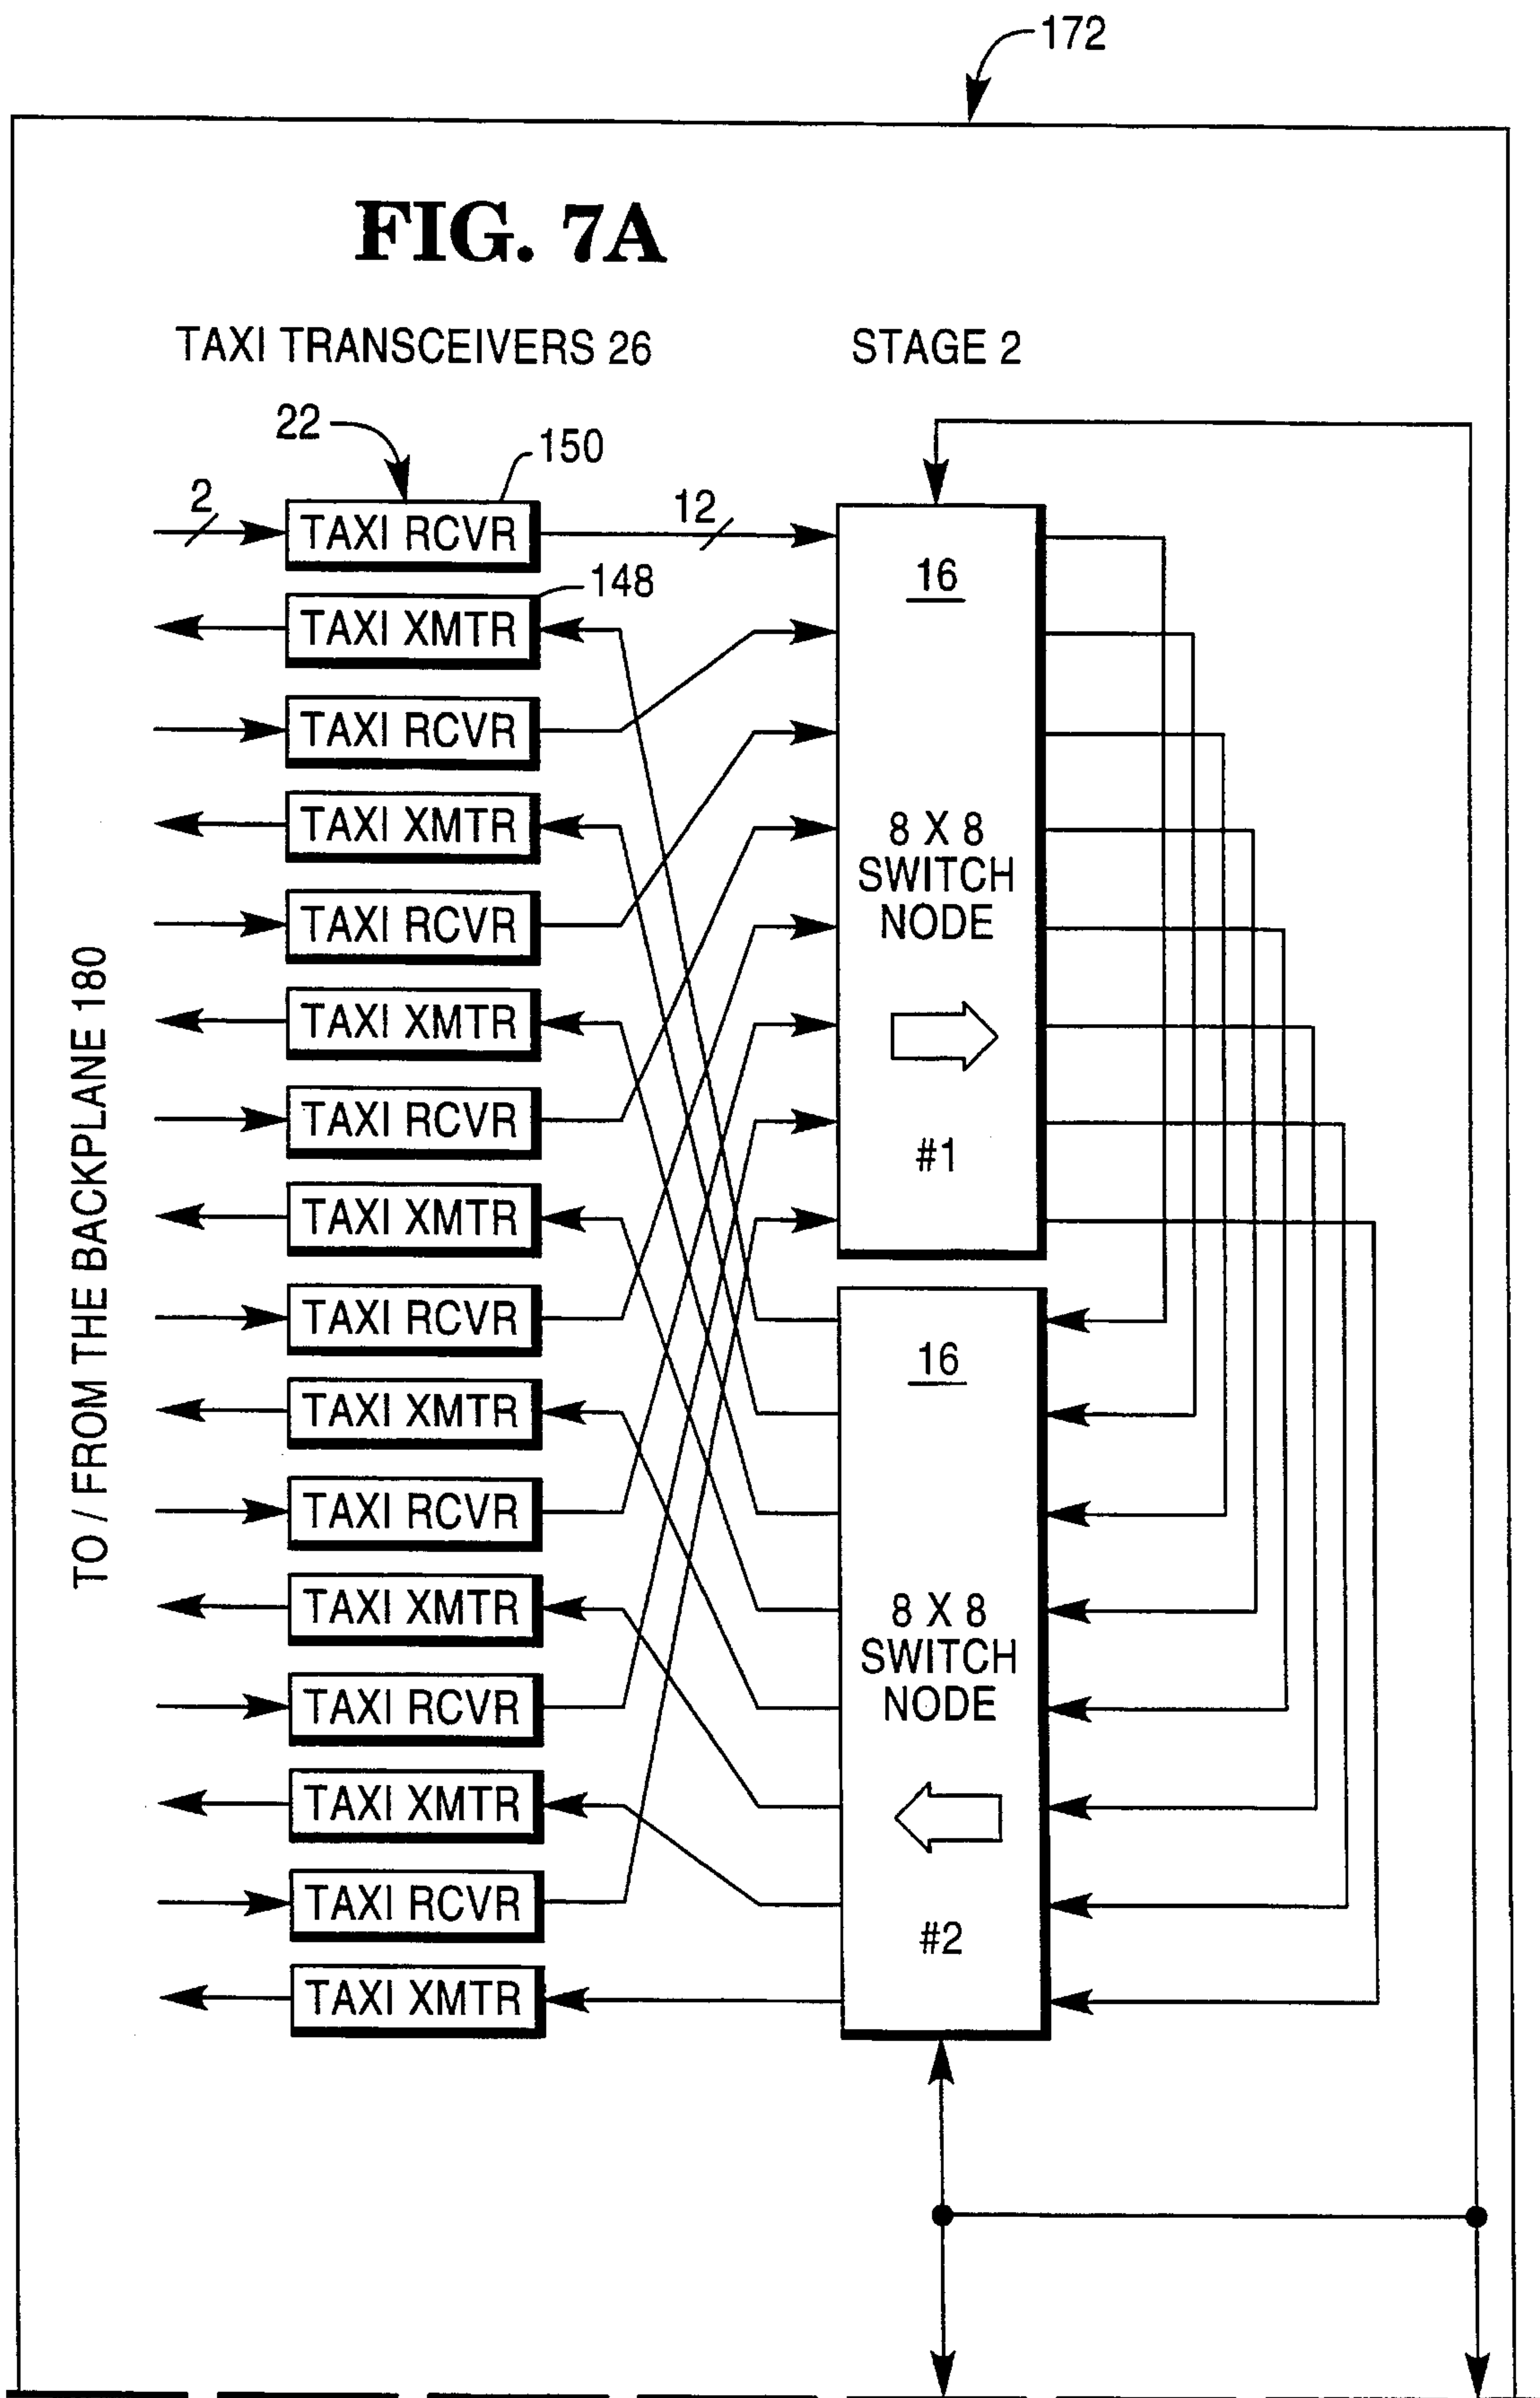 172
FIG. 7A
TAXI TRANSCEIVERS 26
STAGE 2
22
150
2
TAXI RCVR
12
148
TAXI XMTR
TAXI RCVR
TAXI XMTR
TAXI RCVR
TAXI XMTR
TAXI RCVR
TAXI XMTR
TAXI RCVR
TAXI XMTR
TAXI RCVR
TAXI XMTR
TAXI RCVR
TAXI XMTR
TAXI RCVR
TAXI XMTR
TO / FROM THE BACKPLANE 180
16
8 X 8
SWITCH
NODE
#1
16
8 X 8
SWITCH
NODE
#2